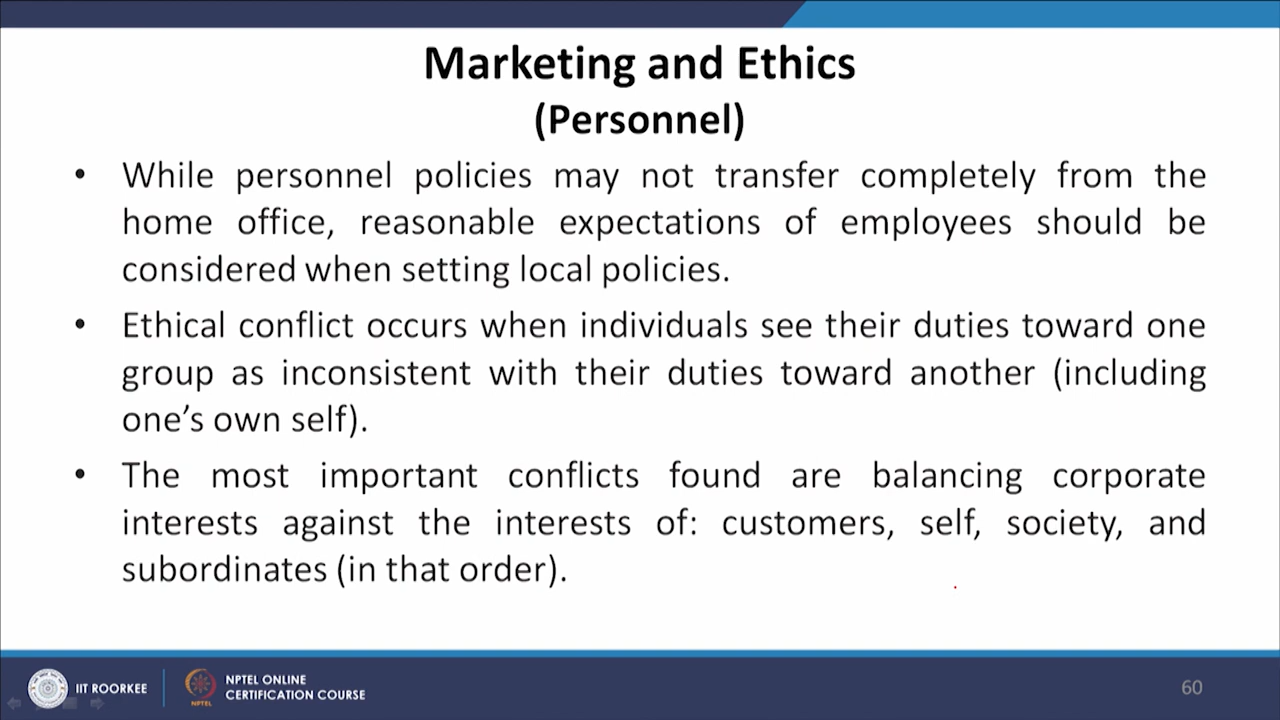 Marketing and Ethics
(Personnel)
• While personnel policies may not transfer completely from the
home office, reasonable expectations of employees should be
considered when setting local policies.
• Ethical conflict occurs when individuals see their duties toward one
group as inconsistent with their duties toward another (including
one’s own self).
• The most important conflicts found are balancing corporate
interests against the interests of: customers, self, society, and
subordinates (in that order).
IIT ROORKEE
NPTEL
NPTEL ONLINE
CERTIFICATION COURSE
60